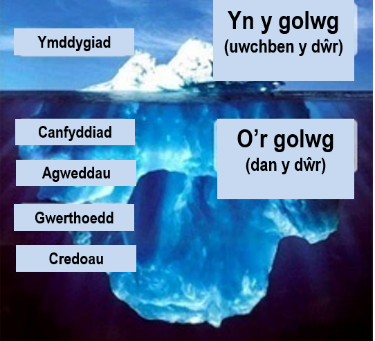 Yn y golwg
(uwchben y dŵr)
Ymddygiad
Canfyddiad
O'r golwg
(dan y dŵr)
Agweddau
Gwerthoedd
Credoau